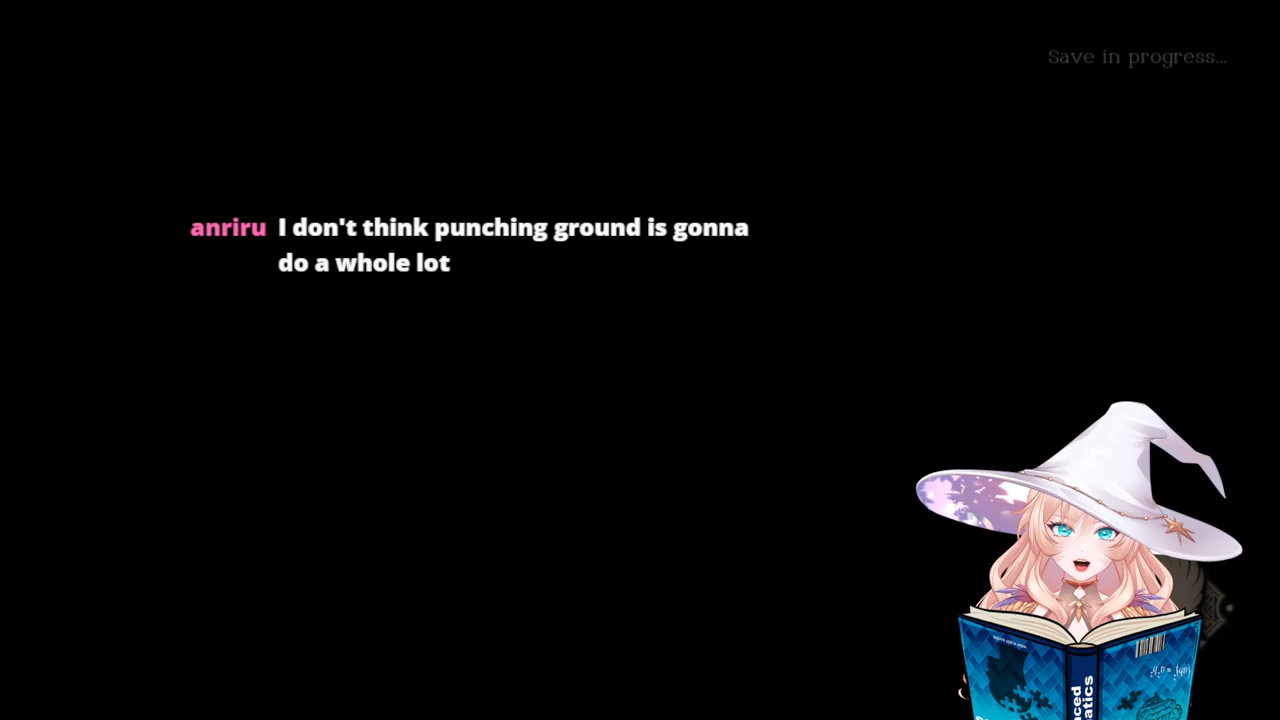 Save in progress...
anriru I don't think punching ground is gonna
do a whole lot